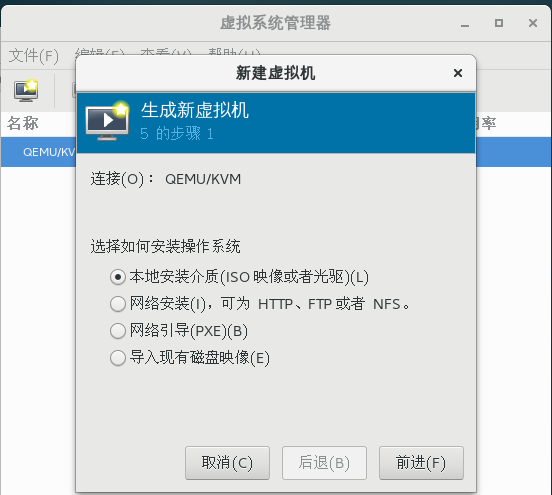 虚拟系统管理器
文件(F) 编辑(E) 查看(V) 帮助(H)
新建虚拟机
生成新虚拟机
5 的步骤 1
名称
率
QEMU/KV
连接(O)： QEMU/KVM
选择如何安装操作系统
本地安装介质(ISO 映像或者光驱)(L)
网络安装(I)，可为 HTTP、FTP 或者 NFS。
网络引导(PXE)(B)
导入现有磁盘映像(E)
取消(C) 后退(B) 前进(F)